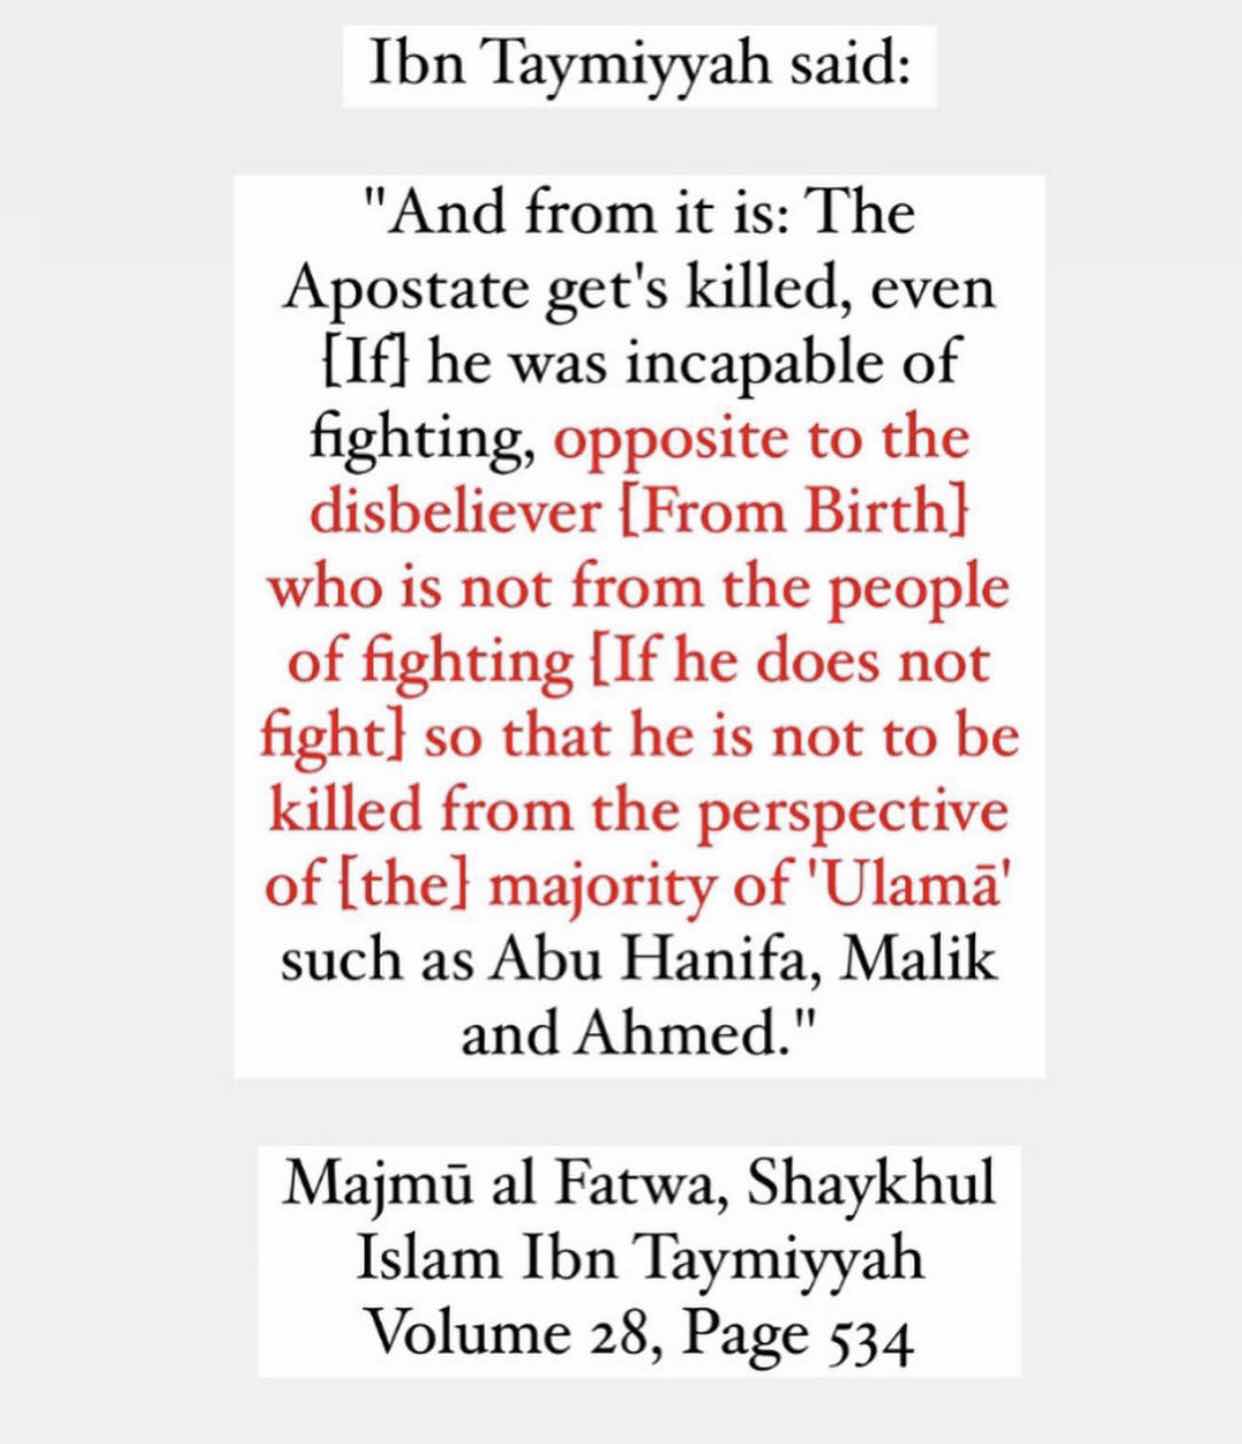 Ibn Taymiyyah said:
"And from it is: The
Apostate get's killed, even
[If] he was incapable of
fighting, opposite to the
disbeliever [From Birth]
who is not from the people
of fighting [If he does not
fight] so that he is not to be
killed from the perspective
of [the] majority of 'Ulamā'
such as Abu Hanifa, Malik
and Ahmed."
Majmū al Fatwa, Shaykhul
Islam Ibn Taymiyyah
Volume 28, Page 534